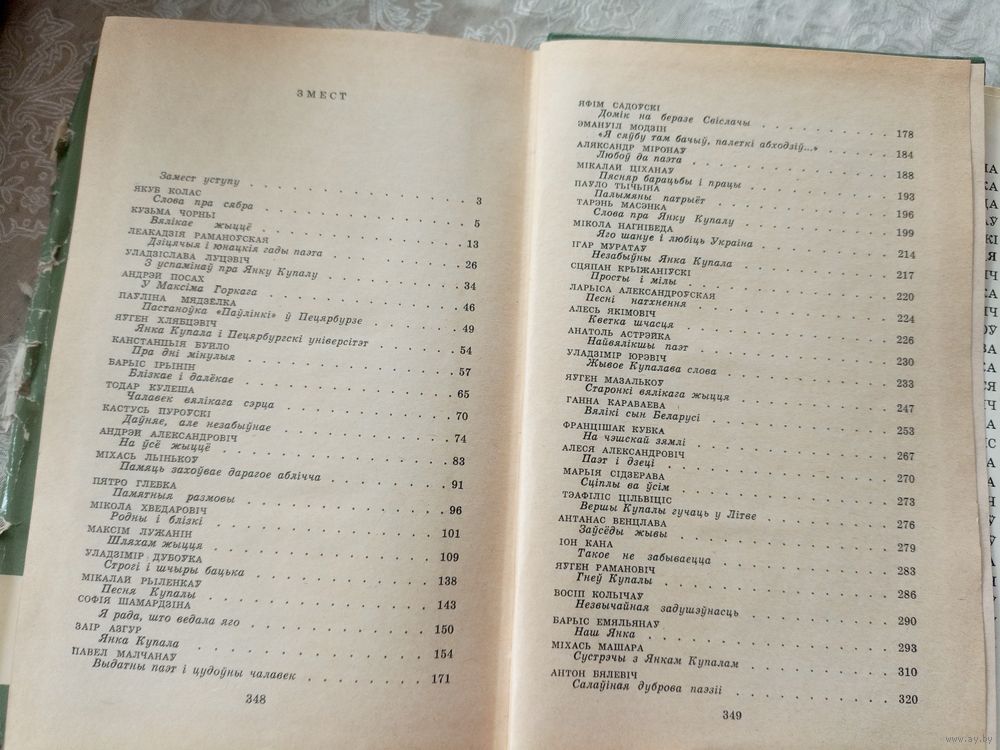 ЗМЕСТ
Замест уступу . . . 3
ЯКУБ КОЛАС
Слова пра сябра . . . 5
КУЗЬМА ЧОРНЫ
Вялікае жыццё . . . 13
ЛЕАКАДЗІЯ РАМАНОЎСКАЯ
Дзіцячыя і юнацкія гады паэта . . . 26
УЛАДЗІСЛАВА ЛУЦЭВІЧ
З успамінаў пра Янку Купалу . . . 34
АНДРЭЙ ПОСАХ
У Максіма Горкага . . . 46
ПАЎЛІНА МЯДЗЁЛКА
Пастаноўка «Паўлінкі» ў Пецярбурзе . . . 49
ЯУГЕН ХЛЯБЦЭВІЧ
Янка Купала і Пецярбургскі універсітэт . . . 54
КАНСТАНЦЫЯ БУЙЛО
Пра дні мінулыя . . . 57
БАРЫС ІРЫНІН
Блізкае і далёкае . . . 65
ТОДАР КУЛЕША
Чалавек вялікага сэрца . . . 70
КАСТУСЬ ПУРОЎСКІ
Даўняе, але незабыўнае . . . 74
АНДРЭЙ АЛЕКСАНДРОВІЧ
На ўсё жыццё . . . 83
МІХАСЬ ЛЫНЬКОЎ
Памяць захоўвае дарагое аблічча . . . 91
ПЯТРО ГЛЕБКА
Памятныя размовы . . . 96
МІКОЛА ХВЕДАРОВІЧ
Родны і блізкі . . . 101
МАКСІМ ЛУЖАНІН
Шляхам жыцця . . . 109
УЛАДЗІМІР ДУБОЎКА
Строгі і шчыры бацька . . . 138
МІКАЛАЙ РЫЛЕНКАЎ
Песня Купалы . . . 143
СОФІЯ ШАМАРДЗІНА
Я рада, што ведала яго . . . 150
ЗАІР АЗГУР
Янка Купала . . . 154
ПАВЕЛ МАЛЧАНАЎ
Выдатны паэт і цудоўны чалавек . . . 171
348
ЯФІМ САДОЎСКІ
Домік на беразе Свіслачы . . . 178
ЭМАНУІЛ МОДЗІН
«Я сяўбу там бачыў, палеткі абходзіў...» . . . 184
АЛЯКСАНДР МІРОНАЎ
Любоў да паэта . . . 188
МІКАЛАЙ ЦІХАНАЎ
Пясняр барацьбы і працы . . . 193
ПАУЛО ТЫЧЫНА
Палымяны патрыёт . . . 196
ТАРЭНЬ МАСЭНКА
Слова пра Янку Купалу . . . 199
МІКОЛА НАГНІБЕДА
Яго шануе і любіць Украіна . . . 214
ІГАР МУРАТАЎ
Незабыўны Янка Купала . . . 217
СЦЯПАН КРЫЖАНІЎСКІ
Просты і мілы . . . 220
ЛАРЫСА АЛЕКСАНДРОЎСКАЯ
Песні натхнення . . . 224
АЛЕСЬ ЯКІМОВІЧ
Кветка шчасця . . . 226
АНАТОЛЬ АСТРЭЙКА
Найвялікшы паэт . . . 230
УЛАДЗІМІР ЮРЭВІЧ
Жывое Купалава слова . . . 233
ЯУГЕН МАЗАЛЬКОЎ
Старонкі вялікага жыцця . . . 247
ГАННА КАРАВАЕВА
Вялікі сын Беларусі . . . 253
ФРАНЦІШАК КУБКА
На чэшскай зямлі . . . 267
АЛЕСЯ АЛЕКСАНДРОВІЧ
Паэт і дзеці . . . 270
МАРЫЯ СІДЗЕРАВА
Сціплы ва ўсім . . . 273
ТЭАФІЛІС ЦІЛЬВІЦІС
Вершы Купалы гучаць у Літве . . . 276
АНТАНАС ВЕНЦЛАВА
Заўсёды жывы . . . 279
ІОН КАНА
Такое не забываецца . . . 283
ЯУГЕН РАМАНОВІЧ
Гнеў Купалы . . . 286
ВОСІП КОЛЫЧАЎ
Незвычайная задушэўнасць . . . 290
БАРЫС ЕМЯЛЬЯНАЎ
Наш Янка . . . 293
МІХАСЬ МАШАРА
Сустрэчы з Янкам Купалам . . . 310
АНТОН БЯЛЕВІЧ
Салаўіная дуброва паэзіі . . . 320
349
www.ay.by